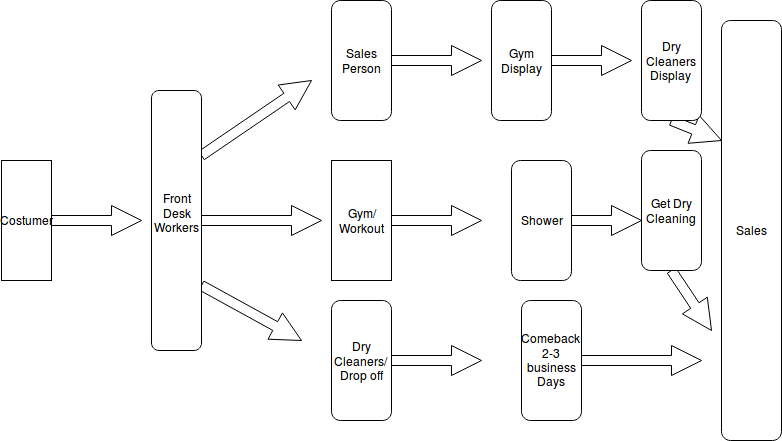 Sales
Person
Gym
Display
Dry
Cleaners
Display
Costumer
Front
Desk
Workers
Gym/
Workout
Shower
Get Dry
Cleaning
Sales
Dry
Cleaners/
Drop off
Comeback
2-3
business
Days